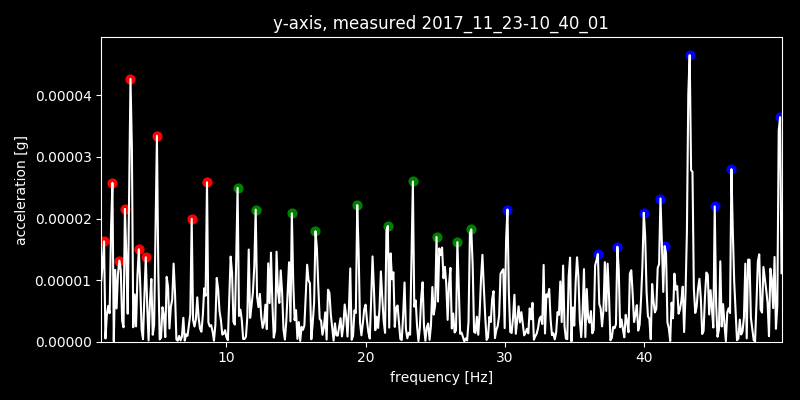 y-axis, measured 2017_11_23-10_40_01
0.00004
0.00003
0.00002
0.00001
0.00000
acceleration [g]
10 20 30 40
frequency [Hz]